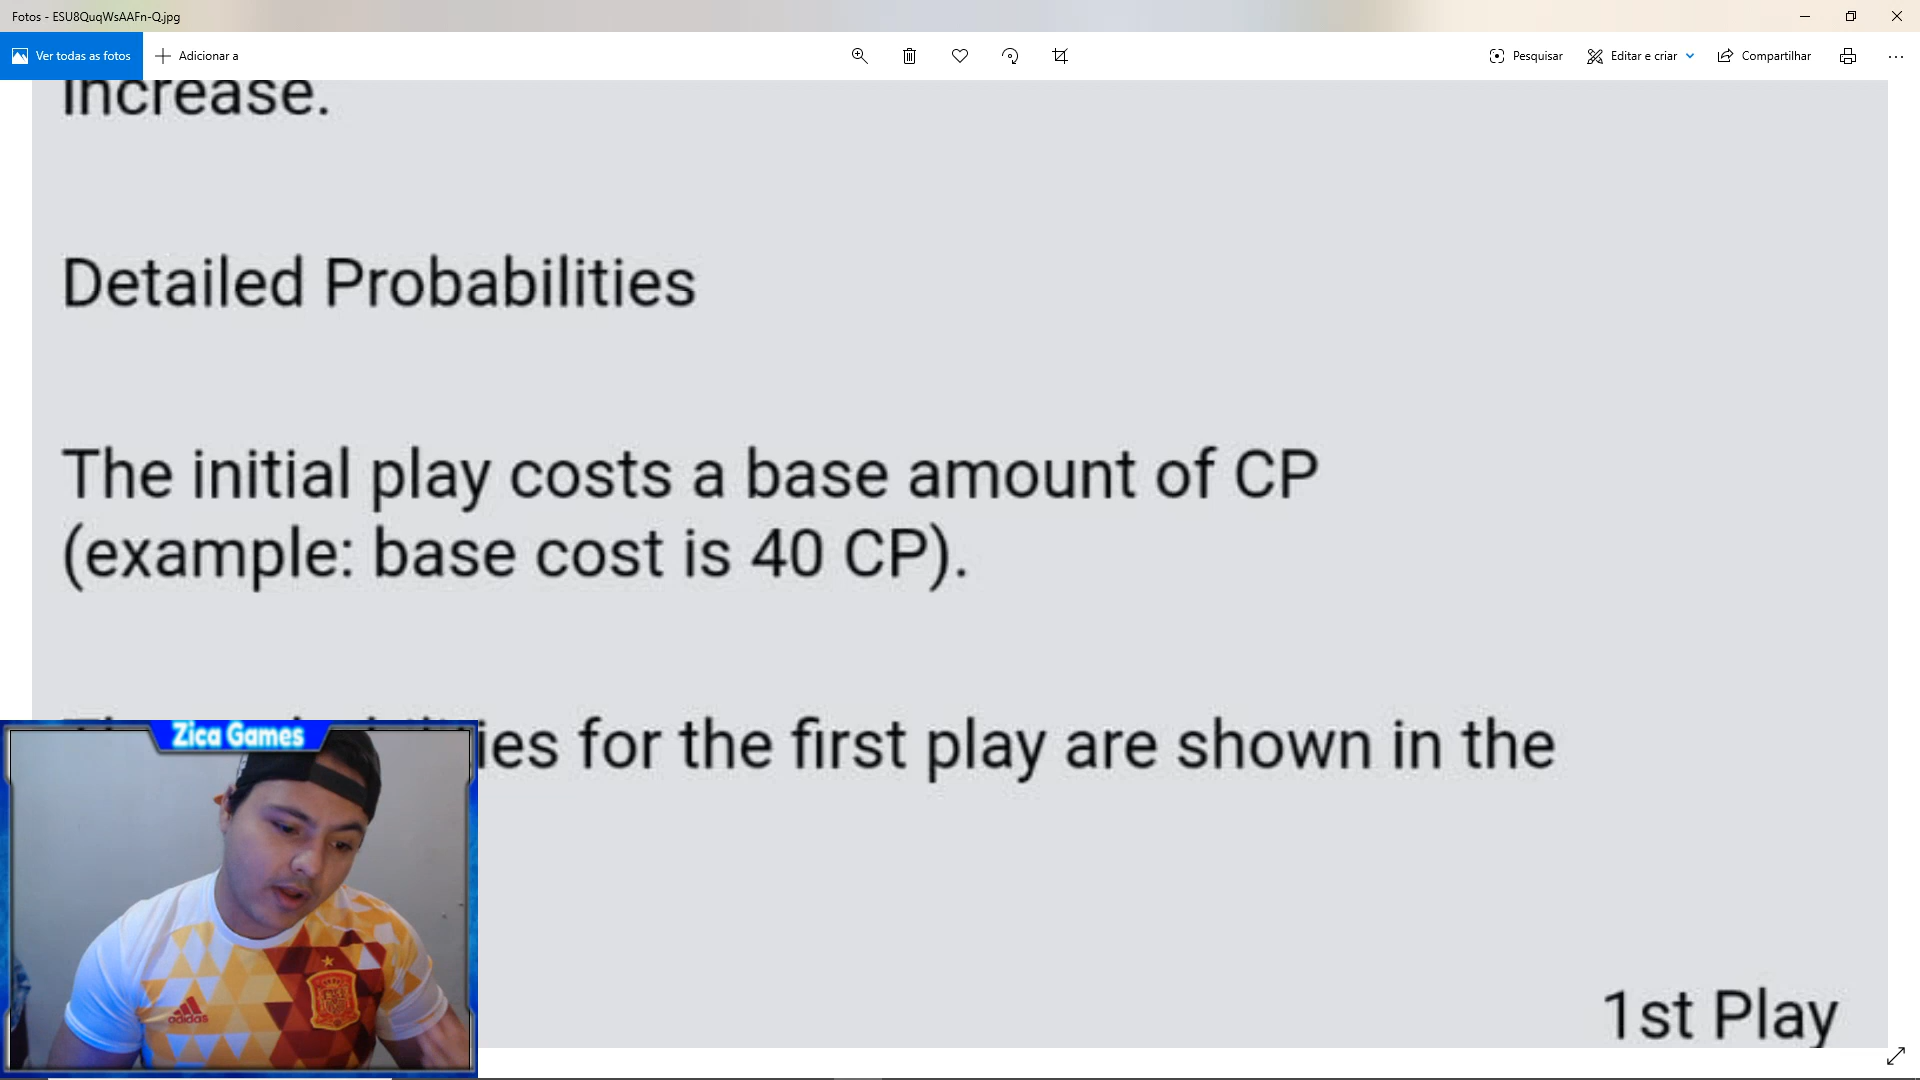 Fotos - ESU8QuqWsAAFn-Q.jpg
Ver todas as fotos
Adicionar a
Pesquisar
Editar e criar
Compartilhar
increase.
Detailed Probabilities
The initial play costs a base amount of CP
(example: base cost is 40 CP).
for the first play are shown in the
Zica Games
adidas
1st Play